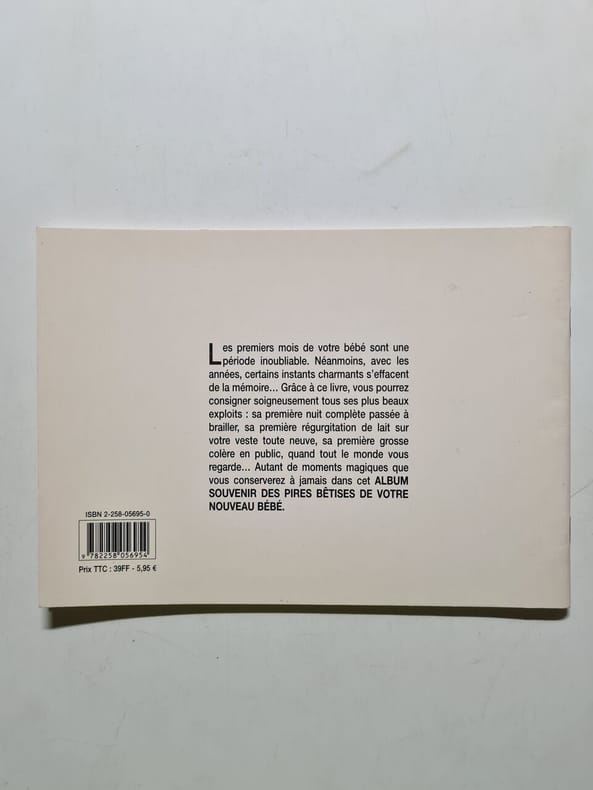 Les premiers mois de votre bébé sont une
période inoubliable. Néanmoins, avec les
années, certains instants charmants s'effacent
de la mémoire... Grâce à ce livre, vous pourrez
consigner soigneusement tous ses plus beaux
exploits : sa première nuit complète passée à
brailler, sa première régurgitation de lait sur
votre veste toute neuve, sa première grosse
colère en public, quand tout le monde vous
regarde... Autant de moments magiques que
vous conserverez à jamais dans cet ALBUM
SOUVENIR DES PIRES BÊTISES DE VOTRE
NOUVEAU BÉBÉ.
ISBN 2-258-05695-0
9 782258 056954
Prix TTC : 39FF - 5,95 €